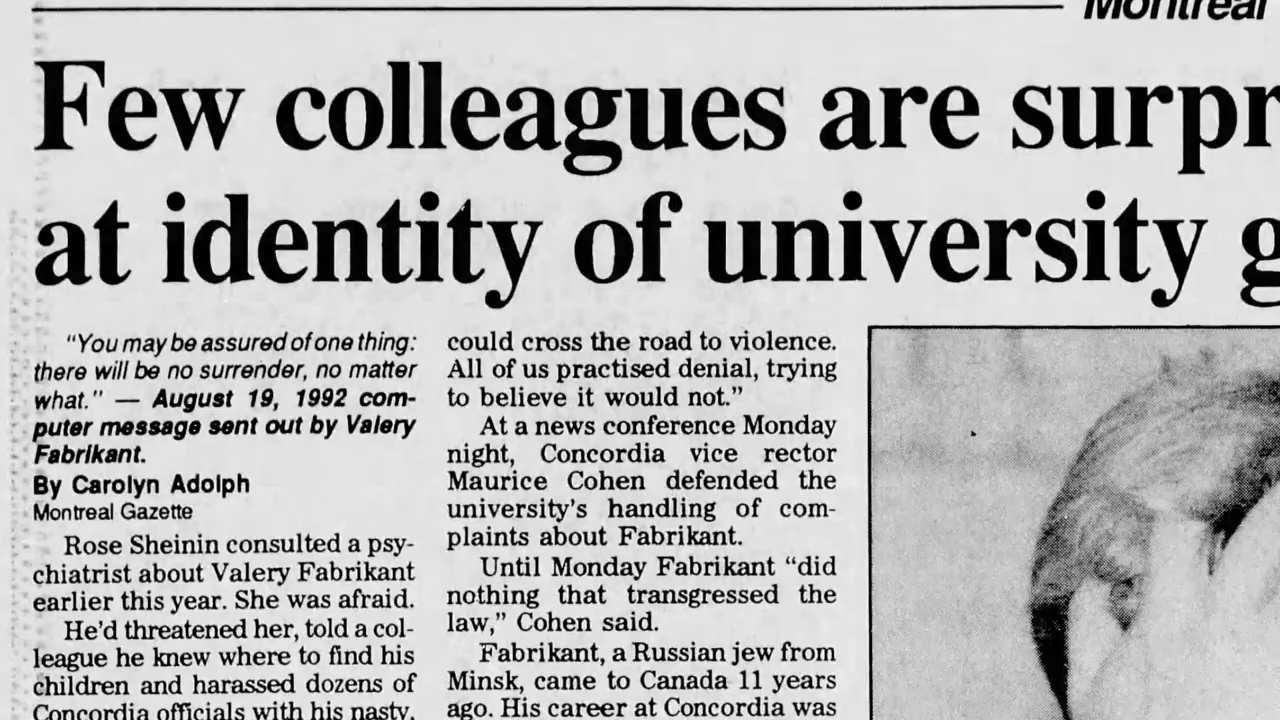 Montreal
Few colleagues are surpr
at identity of university g
"You may be assured of one thing:
there will be no surrender, no matter
what." — August 19, 1992 com-
puter message sent out by Valery
Fabrikant.
By Carolyn Adolph
Montreal Gazette
Rose Sheinin consulted a psy-
chiatrist about Valery Fabrikant
earlier this year. She was afraid.
He'd threatened her, told a col-
league he knew where to find his
children and harassed dozens of
Concordia officials with his nasty,
could cross the road to violence.
All of us practised denial, trying
to believe it would not."
At a news conference Monday
night, Concordia vice rector
Maurice Cohen defended the
university's handling of com-
plaints about Fabrikant.
Until Monday Fabrikant "did
nothing that transgressed the
law," Cohen said.
Fabrikant, a Russian jew from
Minsk, came to Canada 11 years
ago. His career at Concordia was